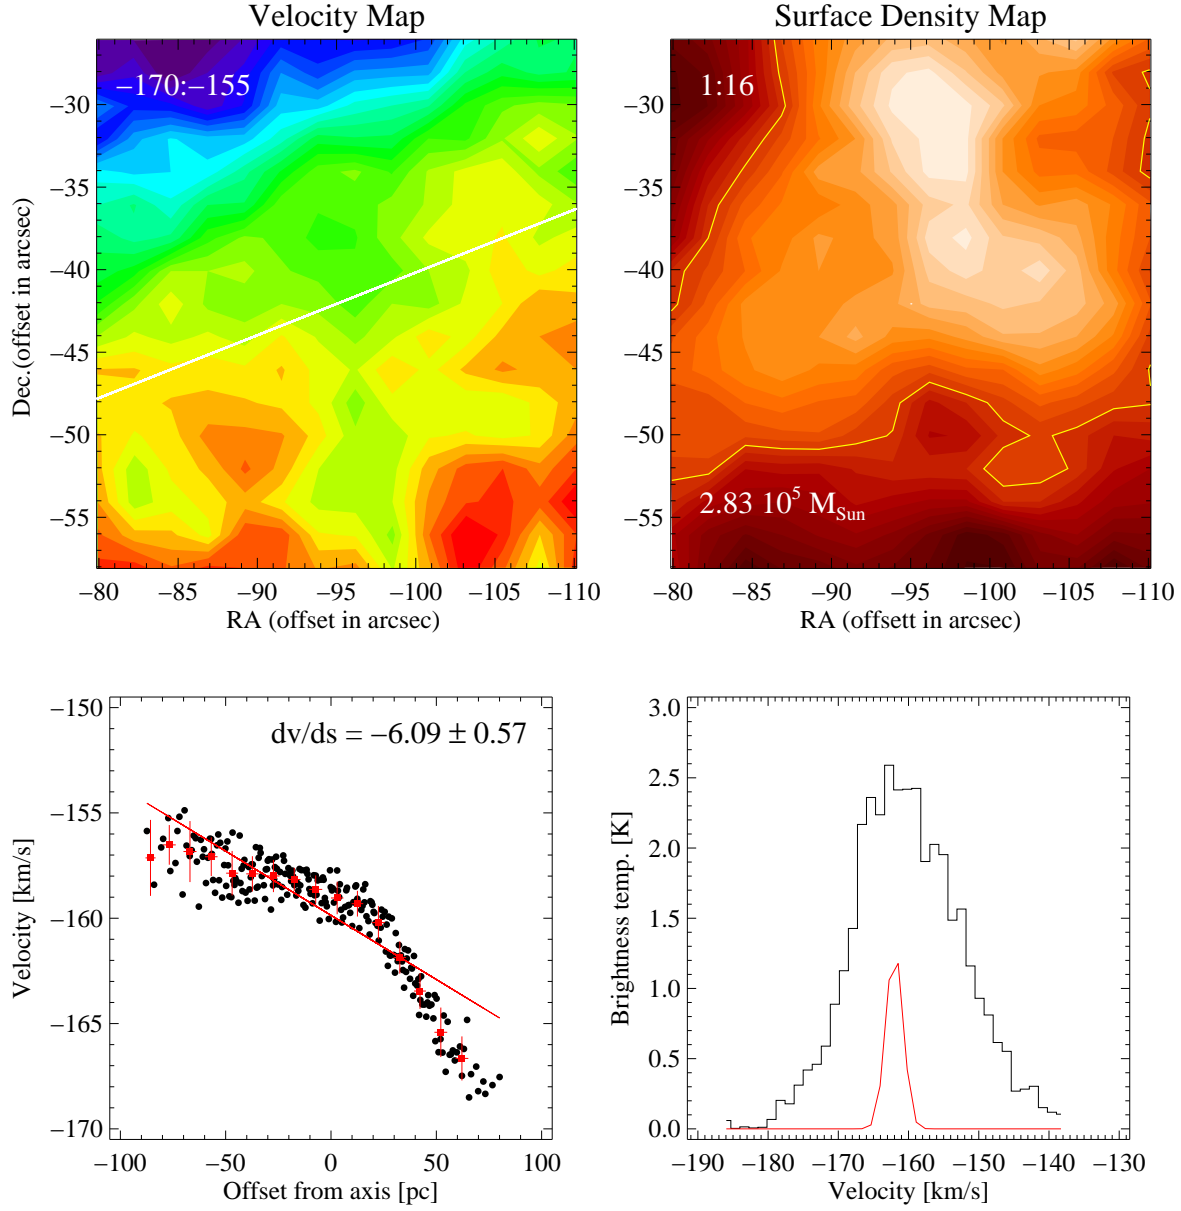 Velocity Map
Surface Density Map
−170:−155
1:16
−30
−35
−40
−45
−50
−55
Dec.(offset in arcsec)
−80 −85 −90 −95 −100 −105 −110
RA (offset in arcsec)
−30
−35
−40
−45
−50
−55
2.83 10⁵ M_Sun
−80 −85 −90 −95 −100 −105 −110
RA (offsett in arcsec)
dv/ds = −6.09 ± 0.57
−150
−155
−160
−165
−170
Velocity [km/s]
−100 −50 0 50 100
Offset from axis [pc]
3.0
2.5
2.0
1.5
1.0
0.5
0.0
Brightness temp. [K]
−190 −180 −170 −160 −150 −140 −130
Velocity [km/s]